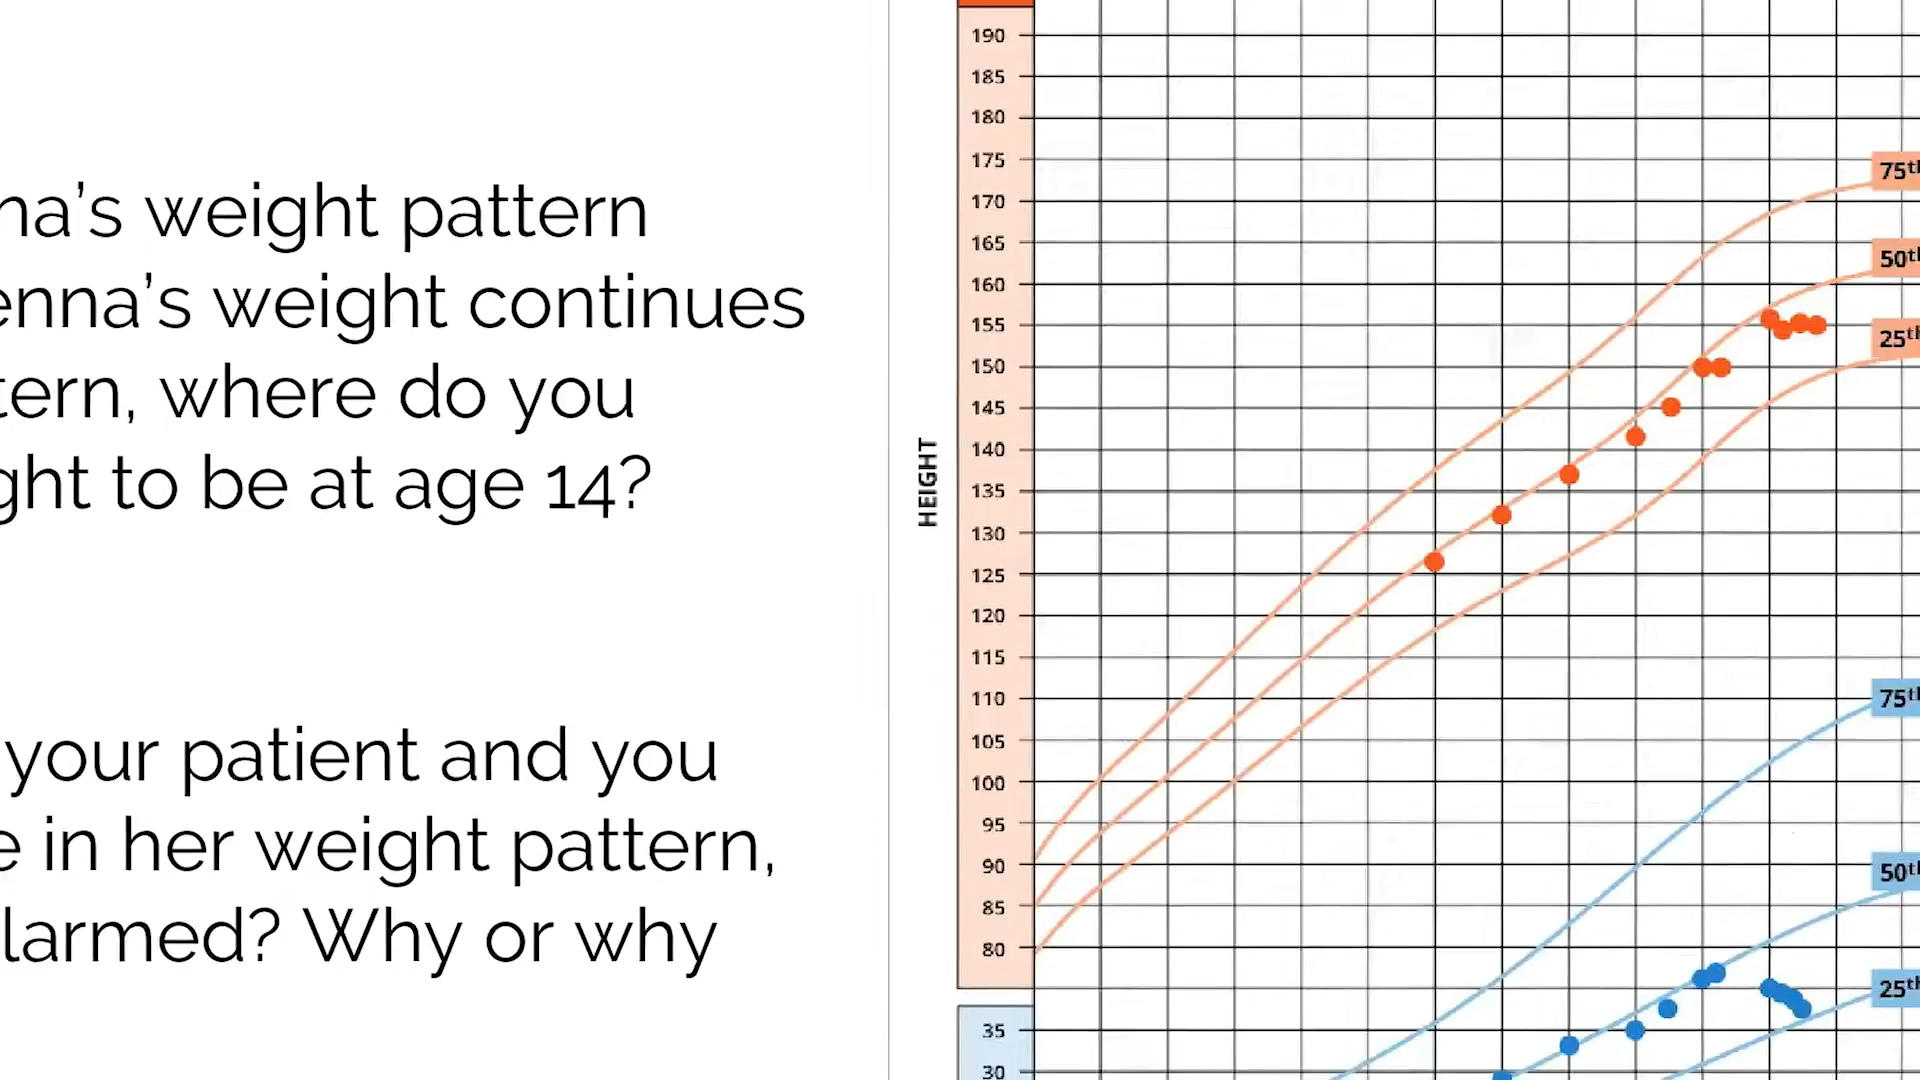 na’s weight pattern
enna’s weight continues
tern, where do you
ght to be at age 14?
your patient and you
e in her weight pattern,
larmed? Why or why
HEIGHT
190
185
180
175
170
165
160
155
150
145
140
135
130
125
120
115
110
105
100
95
90
85
80
35
30
75th
50th
25th
75th
50th
25th